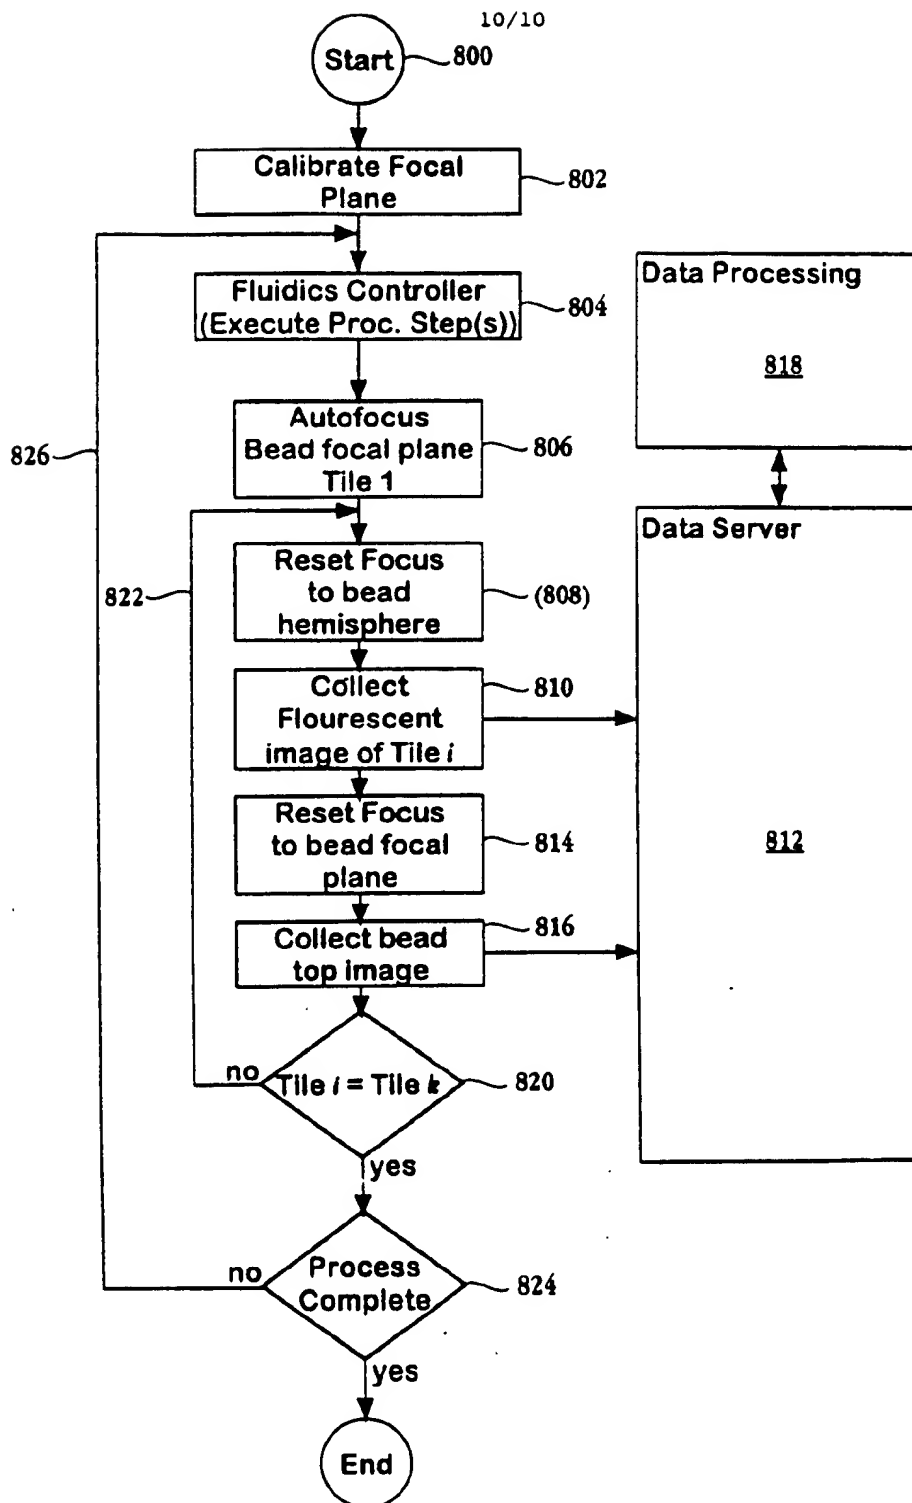 10/10
Start
800
Calibrate Focal
Plane
802
Fluidics Controller
(Execute Proc. Step(s))
804
Autofocus
Bead focal plane
Tile 1
806
826
Reset Focus
to bead
hemisphere
(808)
822
Collect
Flourescent
image of Tile i
810
Reset Focus
to bead focal
plane
814
Collect bead
top image
816
Tile i = Tile k
820
no
yes
Process
Complete
824
no
yes
End
Data Processing
818
Data Server
812